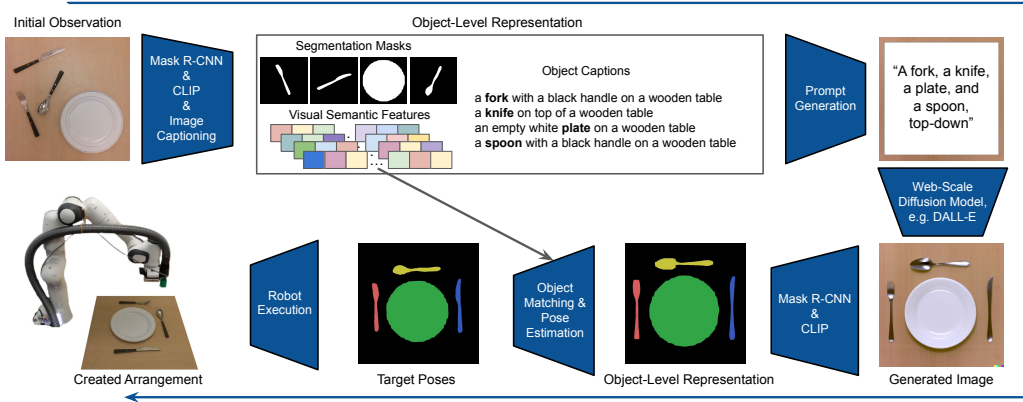 Initial Observation
Object-Level Representation
Mask R-CNN
&
CLIP
&
Image
Captioning
Segmentation Masks
Visual Semantic Features
Object Captions
a fork with a black handle on a wooden table
a knife on top of a wooden table
an empty white plate on a wooden table
a spoon with a black handle on a wooden table
Prompt
Generation
“A fork, a knife,
a plate, and
a spoon,
top-down”
Web-Scale
Diffusion Model,
e.g. DALL-E
Robot
Execution
Object
Matching &
Pose
Estimation
Mask R-CNN
&
CLIP
Created Arrangement
Target Poses
Object-Level Representation
Generated Image